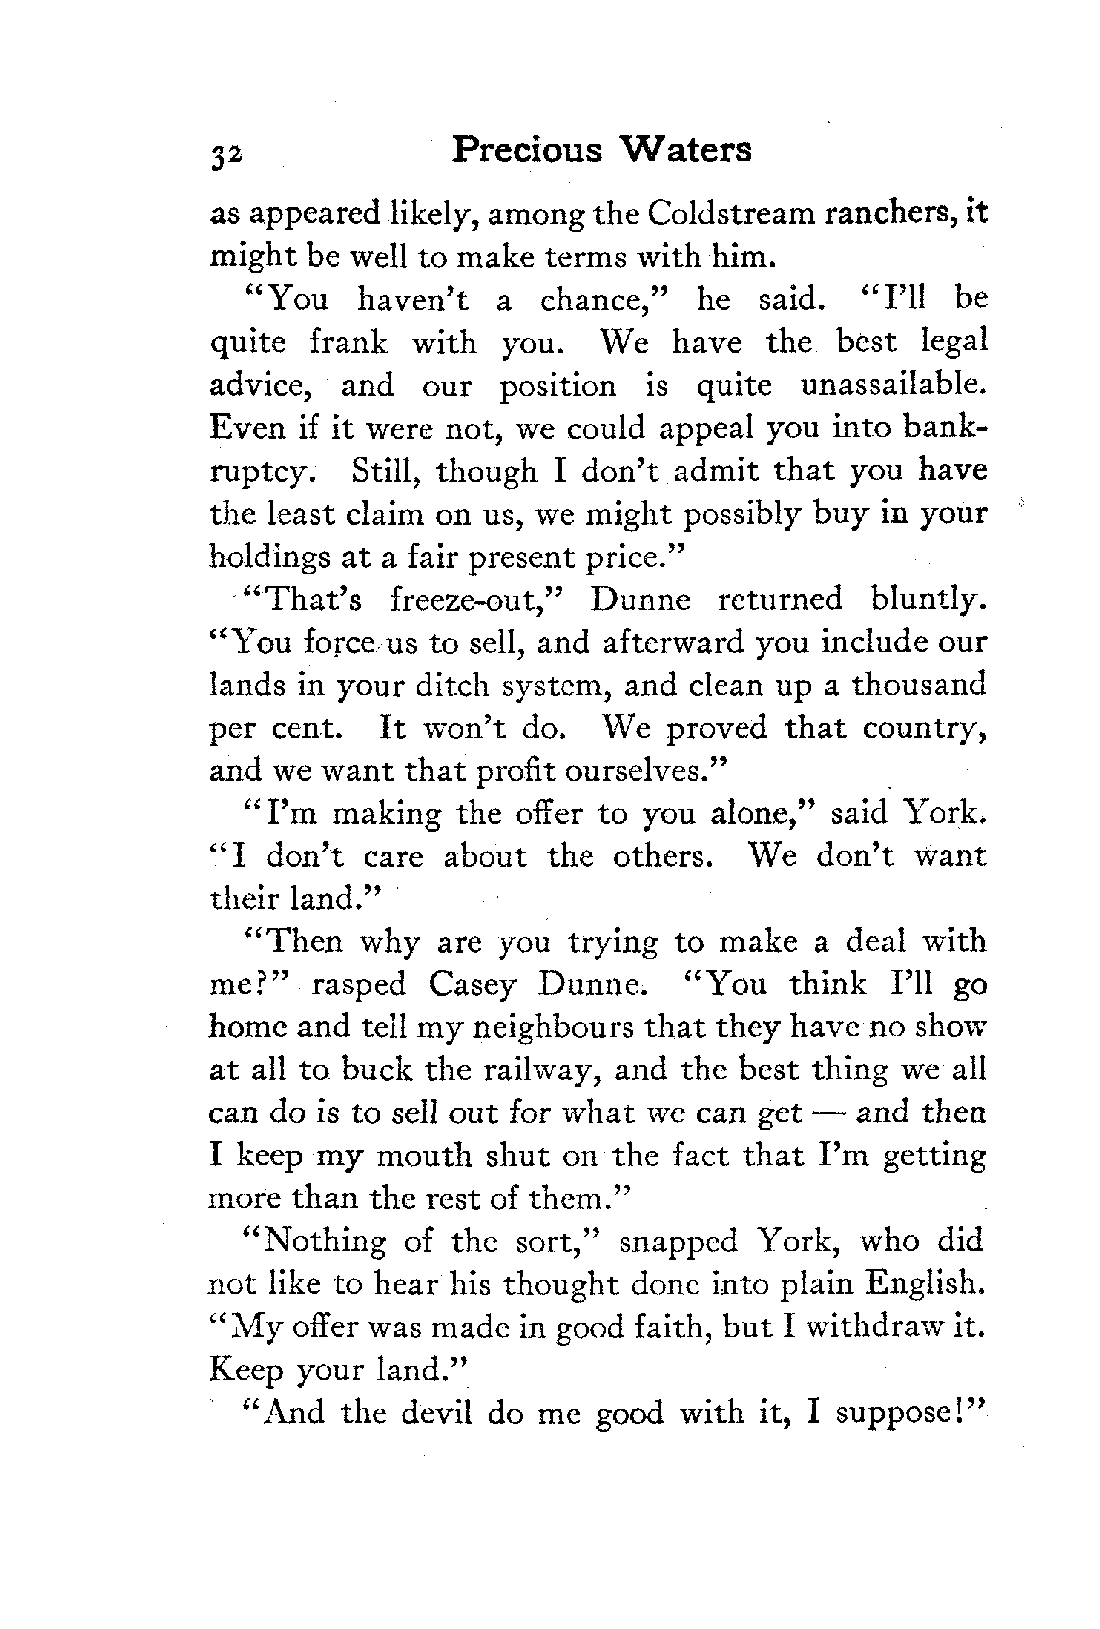 32 Precious Waters
as appeared likely, among the Coldstream ranchers, it
might be well to make terms with him.
“You haven’t a chance,” he said. “I’ll be
quite frank with you. We have the best legal
advice, and our position is quite unassailable.
Even if it were not, we could appeal you into bank-
ruptcy. Still, though I don’t admit that you have
the least claim on us, we might possibly buy in your
holdings at a fair present price.”
“That’s freeze-out,” Dunne returned bluntly.
“You force us to sell, and afterward you include our
lands in your ditch system, and clean up a thousand
per cent. It won’t do. We proved that country,
and we want that profit ourselves.”
“I’m making the offer to you alone,” said York.
“I don’t care about the others. We don’t want
their land.”
“Then why are you trying to make a deal with
me?” rasped Casey Dunne. “You think I’ll go
home and tell my neighbours that they have no show
at all to buck the railway, and the best thing we all
can do is to sell out for what we can get — and then
I keep my mouth shut on the fact that I’m getting
more than the rest of them.”
“Nothing of the sort,” snapped York, who did
not like to hear his thought done into plain English.
“My offer was made in good faith, but I withdraw it.
Keep your land.”
“And the devil do me good with it, I suppose!”